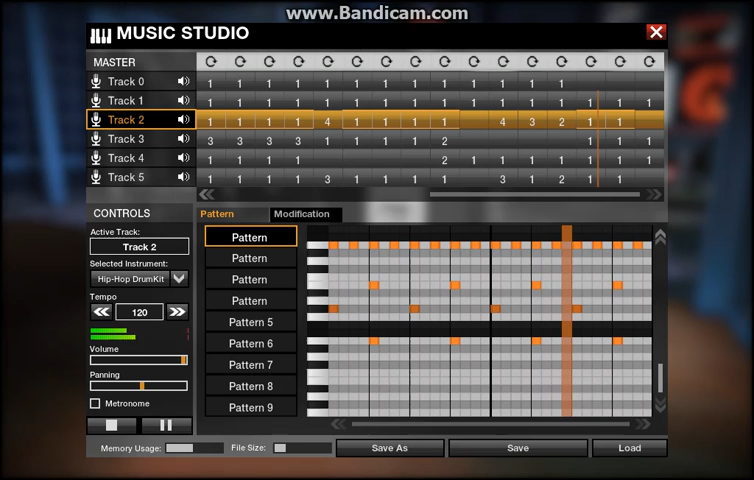 www.Bandicam.com
MUSIC STUDIO
MASTER
Track 0
1 1 1 1 1 1 1 1 1 1 1 1 1
Track 1
1 1 1 1 1 1 1 1 1 1 1 1 1 1 1 1
Track 2
1 1 1 1 4 1 1 1 1 4 3 2 1 1
Track 3
3 3 3 3 1 1 1 1 2 1 1 1
Track 4
1 1 1 1 2 1 1 1 1 1 1 1
Track 5
1 1 1 1 3 1 1 1 1 3 1 2 1 1
CONTROLS
Pattern
Modification
Active Track:
Track 2
Selected Instrument:
Hip-Hop DrumKit
Tempo
120
Volume
Panning
Metronome
Pattern
Pattern
Pattern
Pattern
Pattern 5
Pattern 6
Pattern 7
Pattern 8
Pattern 9
Memory Usage:
File Size:
Save As
Save
Load